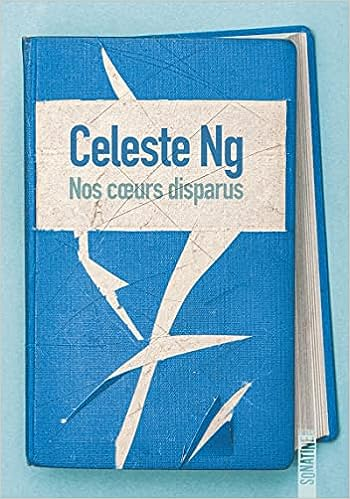 Celeste Ng
Nos cœurs disparus
SONATINE